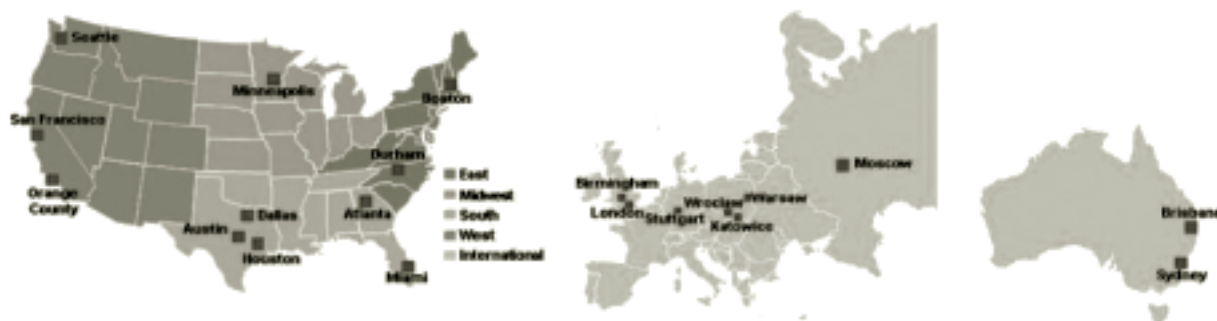 Seattle
Minneapolis
Boston
San Francisco
Durham
East
Orange
County
Midwest
Dallas
Atlanta
South
Austin
West
Houston
International
Miami
Moscow
Birmingham
London
Wroclaw
Warsaw
Stuttgart
Katowice
Brisbane
Sydney